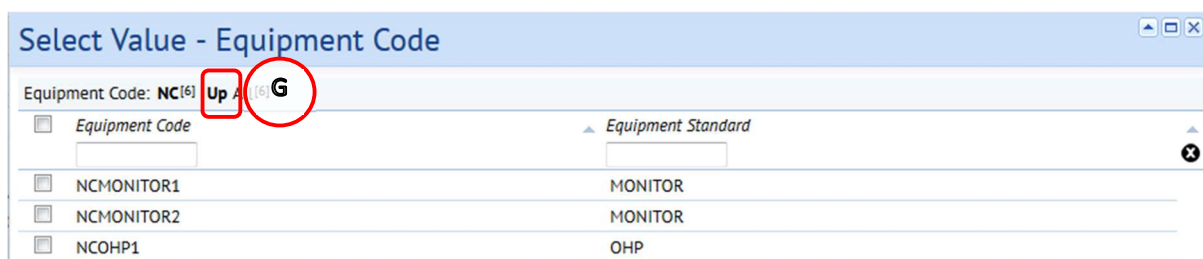 Select Value - Equipment Code
Equipment Code: NC[6] Up A [6] G
Equipment Code Equipment Standard
NCMONITOR1 MONITOR
NCMONITOR2 MONITOR
NCOHP1 OHP